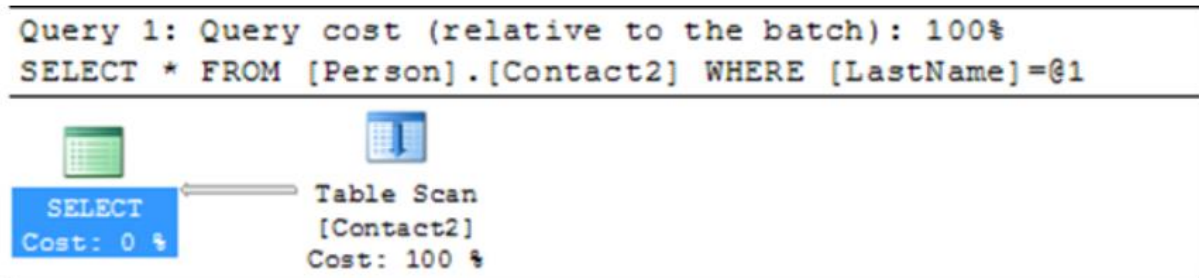 Query 1: Query cost (relative to the batch): 100%
SELECT * FROM [Person].[Contact2] WHERE [LastName]=@1
SELECT
Cost: 0 %
Table Scan
[Contact2]
Cost: 100 %